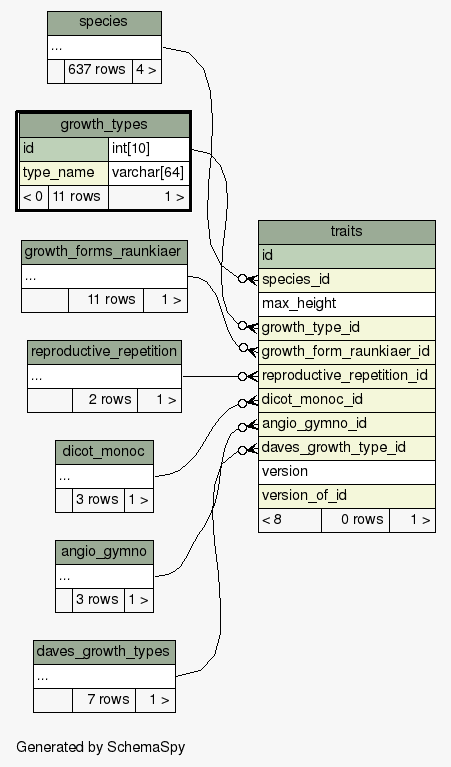 species
...
637 rows 4 >
growth_types
id int[10]
type_name varchar[64]
< 0 11 rows 1 >
growth_forms_raunkiaer
...
11 rows 1 >
reproductive_repetition
...
2 rows 1 >
dicot_monoc
...
3 rows 1 >
angio_gymno
...
3 rows 1 >
daves_growth_types
...
7 rows 1 >
traits
id
species_id
max_height
growth_type_id
growth_form_raunkiaer_id
reproductive_repetition_id
dicot_monoc_id
angio_gymno_id
daves_growth_type_id
version
version_of_id
< 8 0 rows 1 >
Generated by SchemaSpy